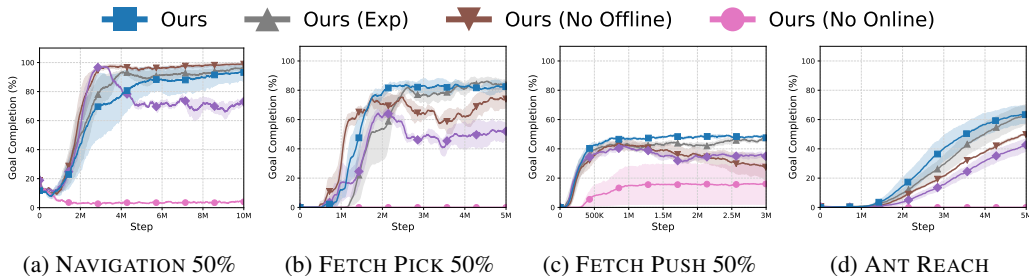 Ours Ours (Exp) Ours (No Offline) Ours (No Online)
Goal Completion (%)
100
80
60
40
20
0
0 2M 4M 6M 8M 10M
Step
(a) NAVIGATION 50%
Goal Completion (%)
100
80
60
40
20
0
1M 2M 3M 4M 5M
Step
(b) FETCH PICK 50%
Goal Completion (%)
100
80
60
40
20
0
0 500K 1M 1.5M 2M 2.5M 3M
Step
(c) FETCH PUSH 50%
Goal Completion (%)
100
80
60
40
20
0
0 1M 2M 3M 4M 5M
Step
(d) ANT REACH